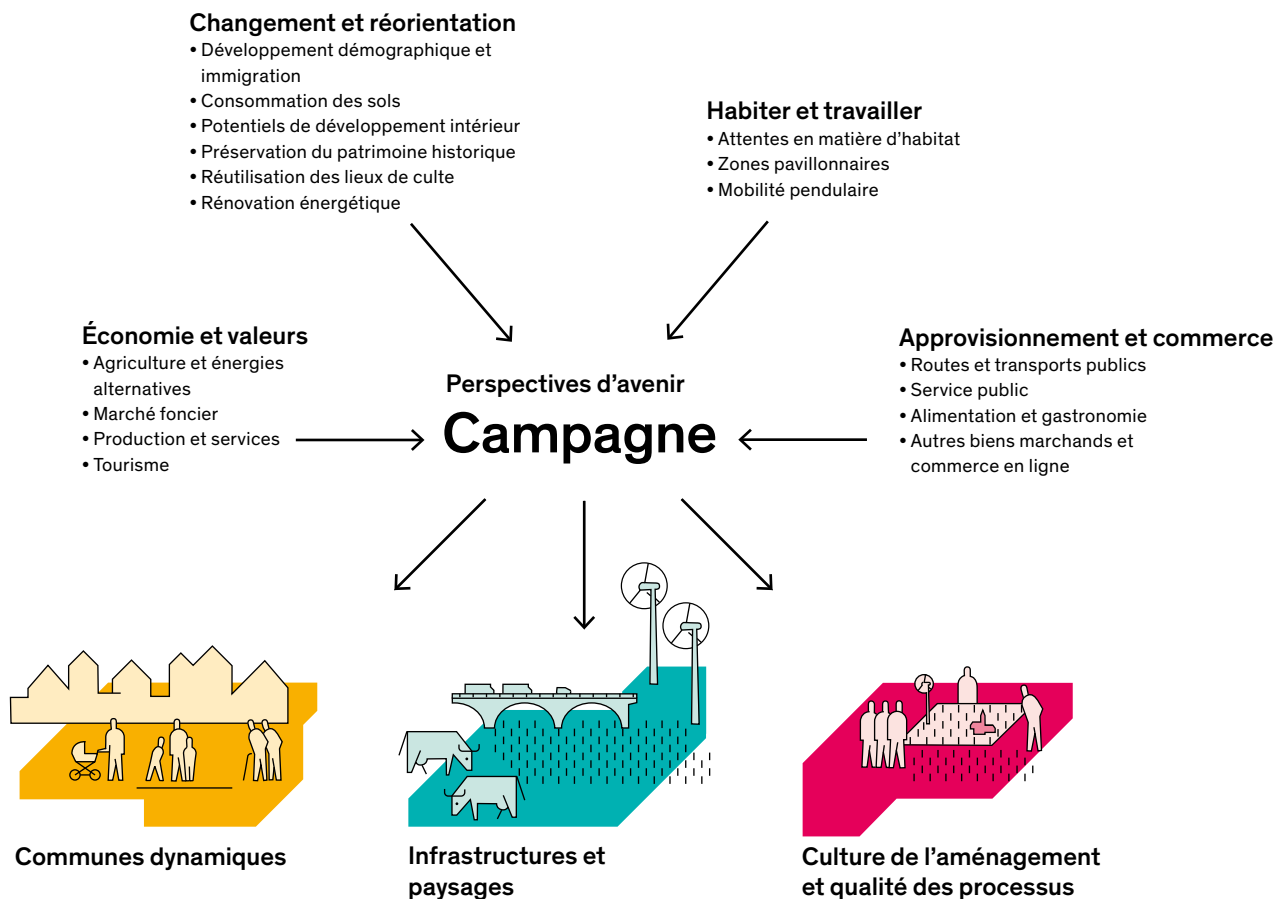 Changement et réorientation
• Développement démographique et
immigration
• Consommation des sols
• Potentiels de développement intérieur
• Préservation du patrimoine historique
• Réutilisation des lieux de culte
• Rénovation énergétique
Habiter et travailler
• Attentes en matière d’habitat
• Zones pavillonnaires
• Mobilité pendulaire
Économie et valeurs
• Agriculture et énergies
alternatives
• Marché foncier
• Production et services
• Tourisme
Perspectives d’avenir
Campagne
Approvisionnement et commerce
• Routes et transports publics
• Service public
• Alimentation et gastronomie
• Autres biens marchands et
commerce en ligne
Communes dynamiques
Infrastructures et
paysages
Culture de l’aménagement
et qualité des processus